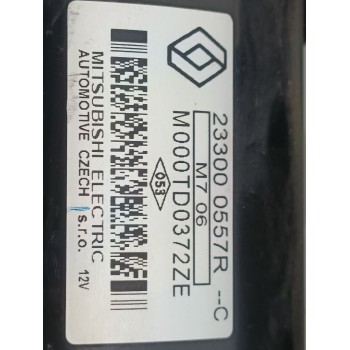 23300 0557R --C
M7 06
M000TD0372ZE
053
MITSUBISHI ELECTRIC
AUTOMOTIVE CZECH s.r.o. 12V